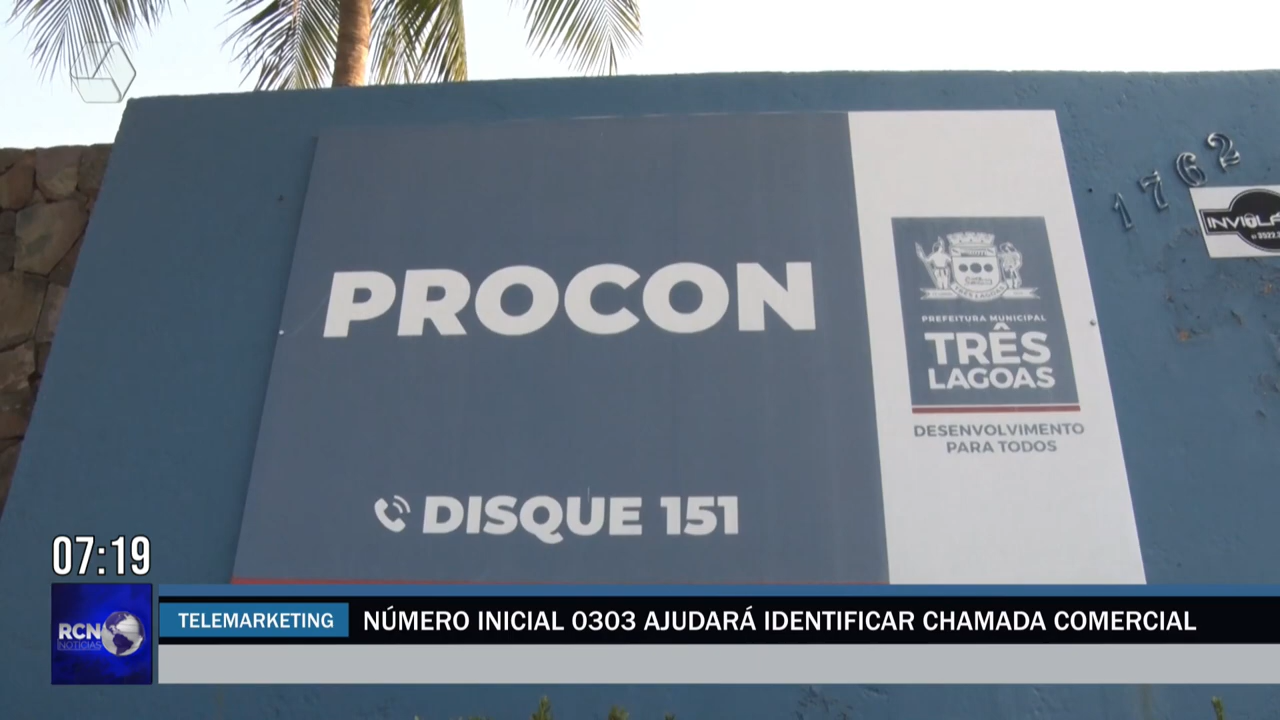 PROCON
DISQUE 151
PREFEITURA MUNICIPAL
TRÊS
LAGOAS
DESENVOLVIMENTO
PARA TODOS
1762
07:19
RCN
NOTÍCIAS
TELEMARKETING
NÚMERO INICIAL 0303 AJUDARÁ IDENTIFICAR CHAMADA COMERCIAL